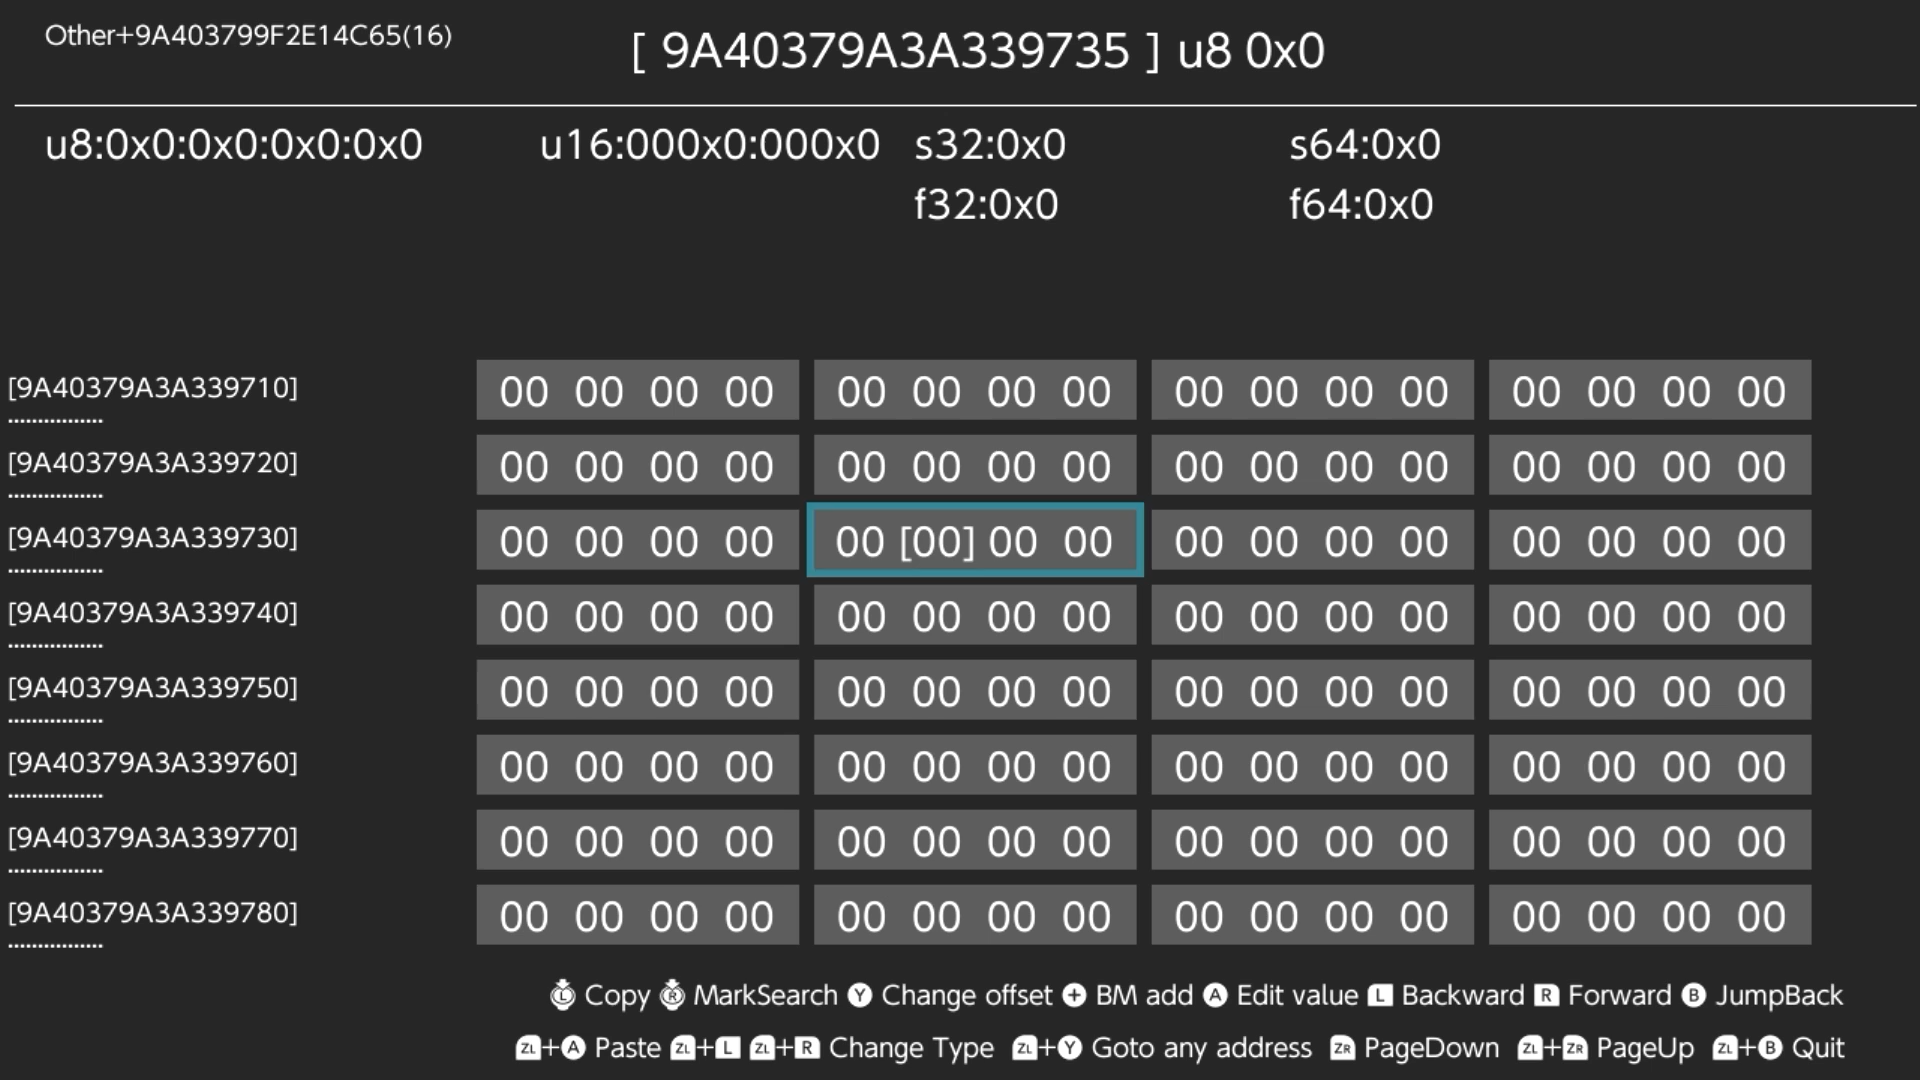 Other+9A403799F2E14C65(16)
[ 9A40379A3A339735 ] u8 0x0
u8:0x0:0x0:0x0:0x0 u16:000x0:000x0 s32:0x0 s64:0x0
f32:0x0 f64:0x0
[9A40379A3A339710] 00 00 00 00 00 00 00 00 00 00 00 00 00 00 00 00
................
[9A40379A3A339720] 00 00 00 00 00 00 00 00 00 00 00 00 00 00 00 00
................
[9A40379A3A339730] 00 00 00 00 00 [00] 00 00 00 00 00 00 00 00 00 00
................
[9A40379A3A339740] 00 00 00 00 00 00 00 00 00 00 00 00 00 00 00 00
................
[9A40379A3A339750] 00 00 00 00 00 00 00 00 00 00 00 00 00 00 00 00
................
[9A40379A3A339760] 00 00 00 00 00 00 00 00 00 00 00 00 00 00 00 00
................
[9A40379A3A339770] 00 00 00 00 00 00 00 00 00 00 00 00 00 00 00 00
................
[9A40379A3A339780] 00 00 00 00 00 00 00 00 00 00 00 00 00 00 00 00
................
L Copy R MarkSearch Y Change offset + BM add A Edit value L Backward R Forward B JumpBack
ZL+A Paste ZL+L ZL+R Change Type ZL+Y Goto any address ZR PageDown ZL+ZR PageUp ZL+B Quit